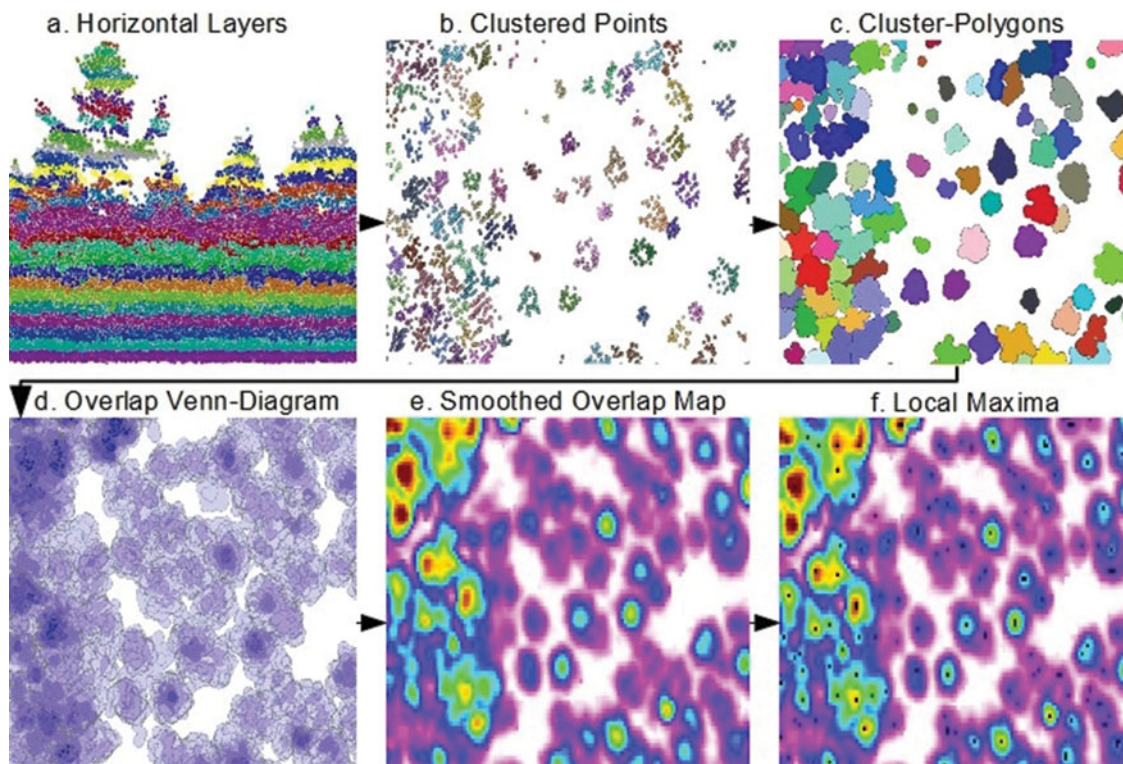 a. Horizontal Layers
b. Clustered Points
c. Cluster-Polygons
d. Overlap Venn-Diagram
e. Smoothed Overlap Map
f. Local Maxima